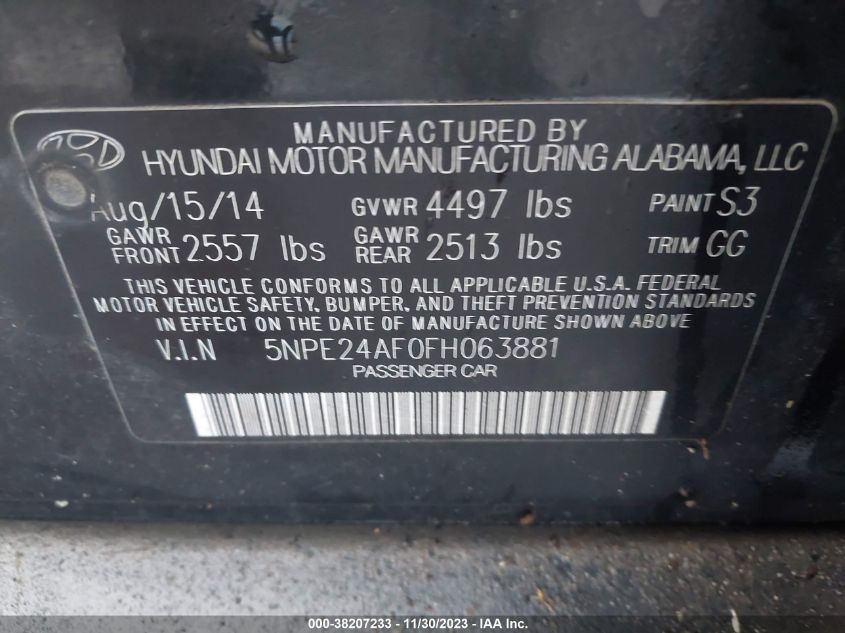 MANUFACTURED BY
HYUNDAI MOTOR MANUFACTURING ALABAMA, LLC
Aug/15/14 GVWR 4497 lbs PAINT S3
GAWR FRONT 2557 lbs GAWR REAR 2513 lbs TRIM GG
THIS VEHICLE CONFORMS TO ALL APPLICABLE U.S.A. FEDERAL
MOTOR VEHICLE SAFETY, BUMPER, AND THEFT PREVENTION STANDARDS
IN EFFECT ON THE DATE OF MANUFACTURE SHOWN ABOVE
V.I.N 5NPE24AF0FH063881
PASSENGER CAR
000-38207233 - 11/30/2023 - IAA Inc.